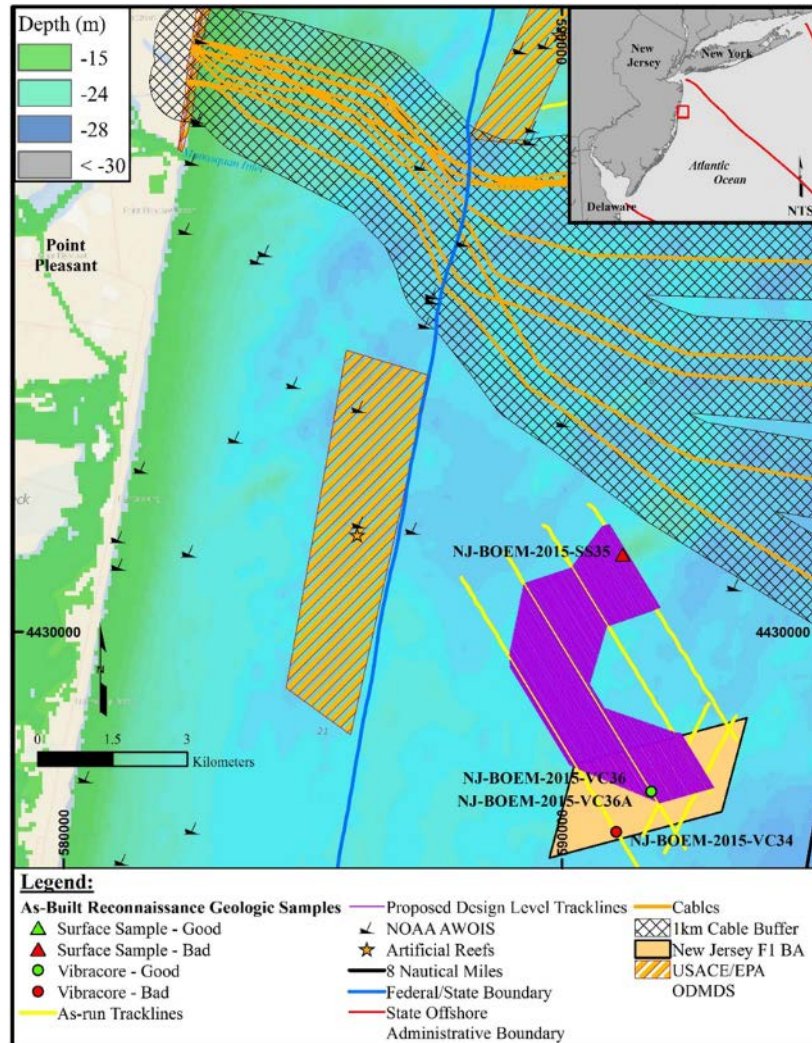 Depth (m)
-15
-24
-28
< -30
590000
New
Jersey
New York
Atlantic
Ocean
Delaware
NTS
Manasquan Inlet
Point
Pleasant
NJ-BOEM-2015-SS35
4430000
4430000
N
0
1.5
3
Kilometers
21
NJ-BOEM-2015-VC36
NJ-BOEM-2015-VC36A
NJ-BOEM-2015-VC34
580000
590000
Legend:
As-Built Reconnaissance Geologic Samples
Surface Sample - Good
Surface Sample - Bad
Vibracore - Good
Vibracore - Bad
As-run Tracklines
Proposed Design Level Tracklines
NOAA AWOIS
Artificial Reefs
8 Nautical Miles
Federal/State Boundary
State Offshore
Administrative Boundary
Cables
1km Cable Buffer
New Jersey F1 BA
USACE/EPA
ODMDS